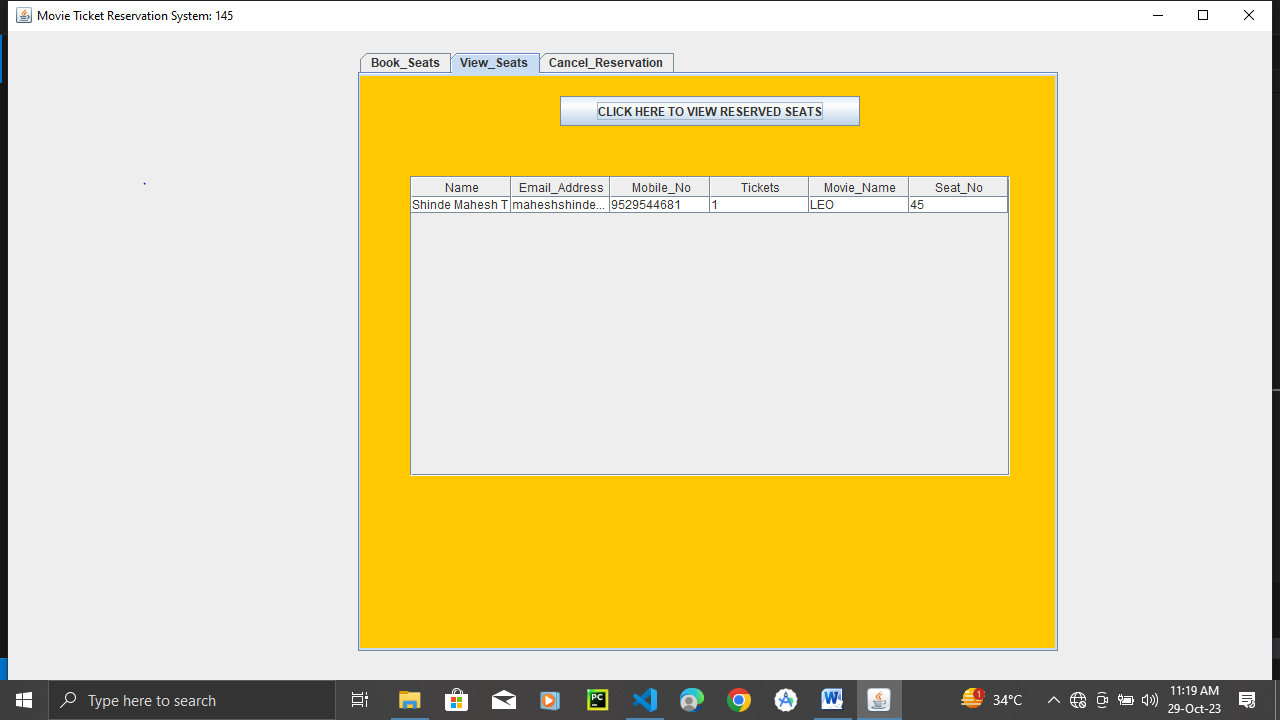 Movie Ticket Reservation System: 145
Book_Seats View_Seats Cancel_Reservation
CLICK HERE TO VIEW RESERVED SEATS
Name Email_Address Mobile_No Tickets Movie_Name Seat_No
Shinde Mahesh T maheshshinde... 9529544681 1 LEO 45
PC
1
Type here to search 34°C 11:19 AM
29-Oct-23